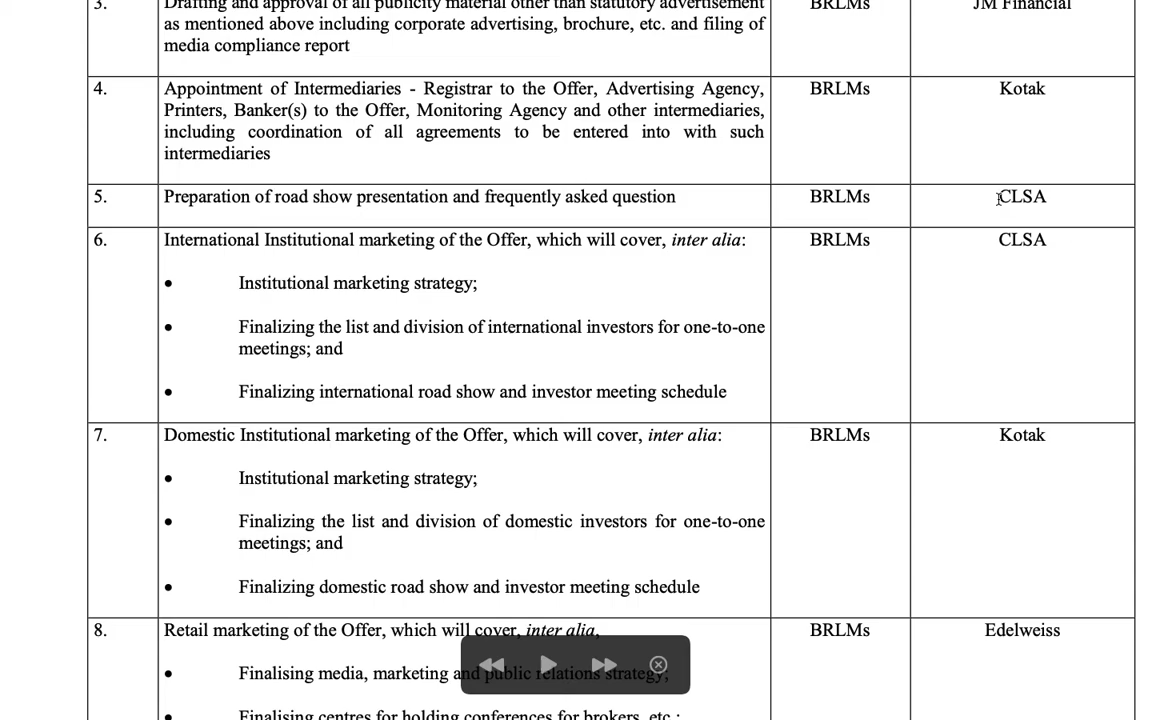 3. Drafting and approval of all publicity material other than statutory advertisement BRLMs JM Financial
as mentioned above including corporate advertising, brochure, etc. and filing of
media compliance report
4. Appointment of Intermediaries - Registrar to the Offer, Advertising Agency, BRLMs Kotak
Printers, Banker(s) to the Offer, Monitoring Agency and other intermediaries,
including coordination of all agreements to be entered into with such
intermediaries
5. Preparation of road show presentation and frequently asked question BRLMs CLSA
6. International Institutional marketing of the Offer, which will cover, inter alia: BRLMs CLSA
• Institutional marketing strategy;
• Finalizing the list and division of international investors for one-to-one
meetings; and
• Finalizing international road show and investor meeting schedule
7. Domestic Institutional marketing of the Offer, which will cover, inter alia: BRLMs Kotak
• Institutional marketing strategy;
• Finalizing the list and division of domestic investors for one-to-one
meetings; and
• Finalizing domestic road show and investor meeting schedule
8. Retail marketing of the Offer, which will cover, inter alia, BRLMs Edelweiss
• Finalising media, marketing and public relations strategy;
• Finalising centres for holding conferences for brokers, etc.;